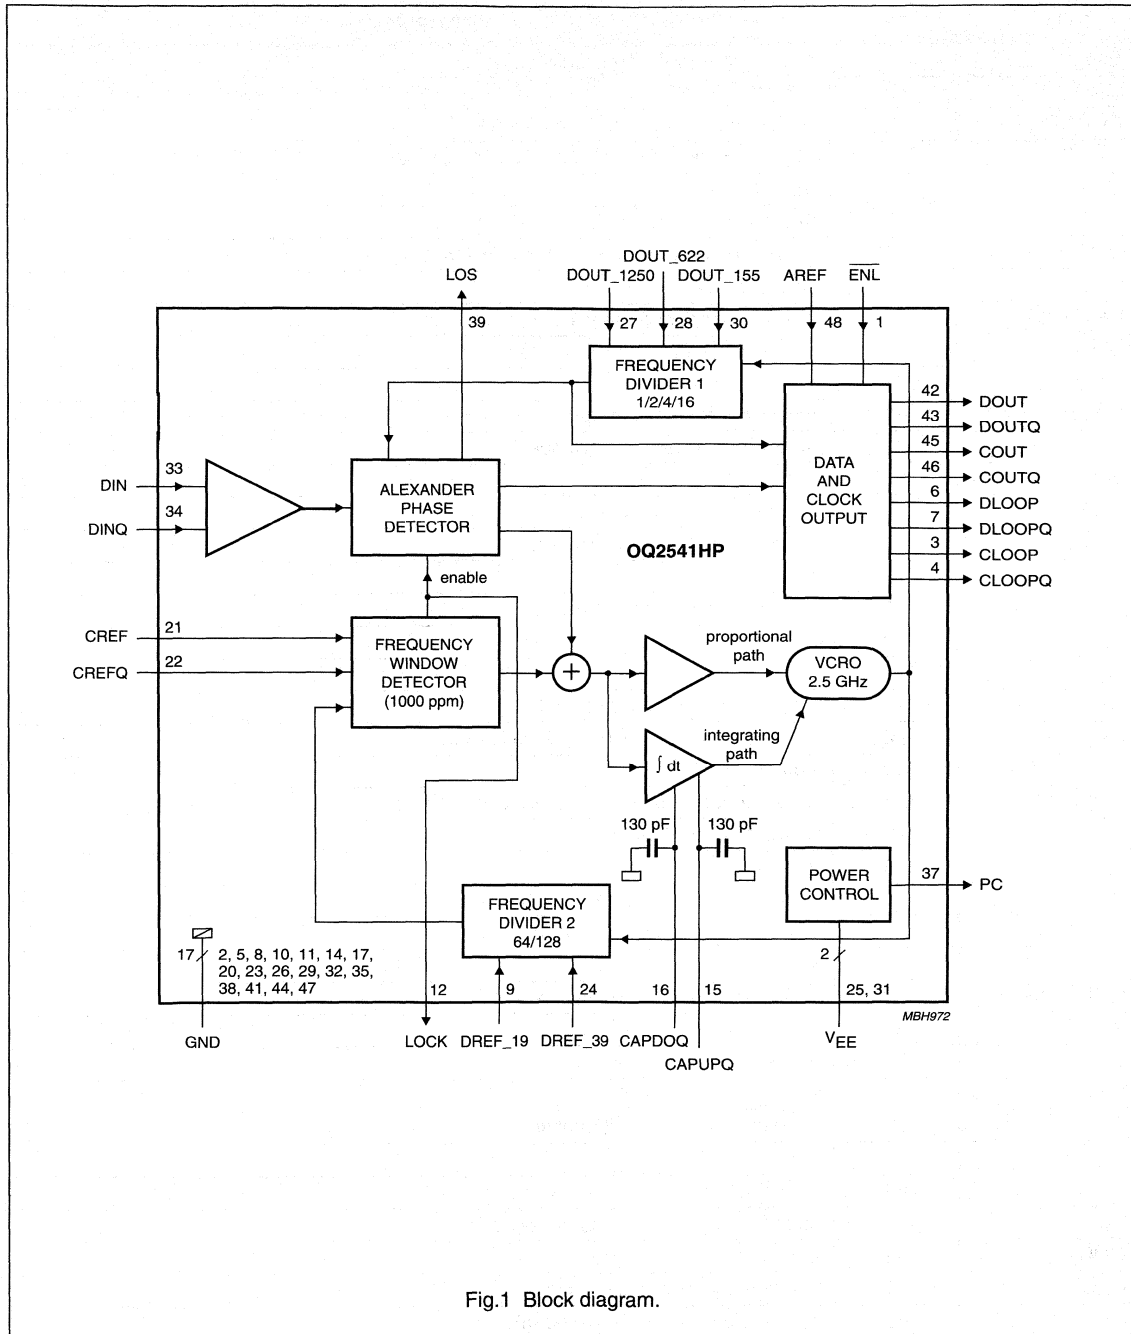 DOUT_622
LOS
DOUT_1250
DOUT_155
AREF
ENL
39
27
28
30
48
1
FREQUENCY
DIVIDER 1
1/2/4/16
42
DOUT
43
DOUTQ
45
COUT
46
COUTQ
6
DLOOP
7
DLOOPQ
3
CLOOP
4
CLOOPQ
DATA
AND
CLOCK
OUTPUT
33
DIN
34
DINQ
ALEXANDER
PHASE
DETECTOR
OQ2541HP
enable
21
CREF
22
CREFQ
FREQUENCY
WINDOW
DETECTOR
(1000 ppm)
+
proportional
path
VCRO
2.5 GHz
integrating
path
∫ dt
130 pF
130 pF
POWER
CONTROL
37
PC
FREQUENCY
DIVIDER 2
64/128
17
2, 5, 8, 10, 11, 14, 17,
20, 23, 26, 29, 32, 35,
38, 41, 44, 47
2
12
9
24
16
15
25, 31
MBH972
GND
LOCK
DREF_19
DREF_39
CAPDOQ
CAPUPQ
VEE
Fig.1 Block diagram.